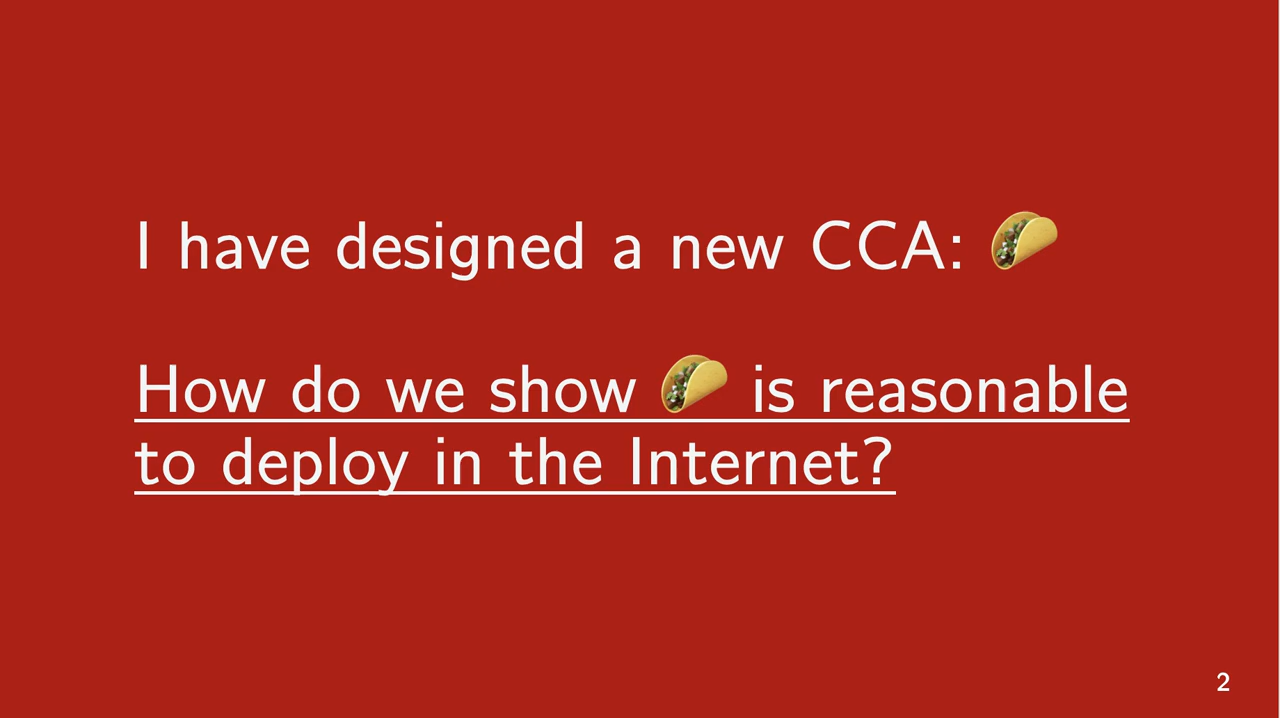 I have designed a new CCA: 🌮
How do we show 🌮 is reasonable
to deploy in the Internet?
2